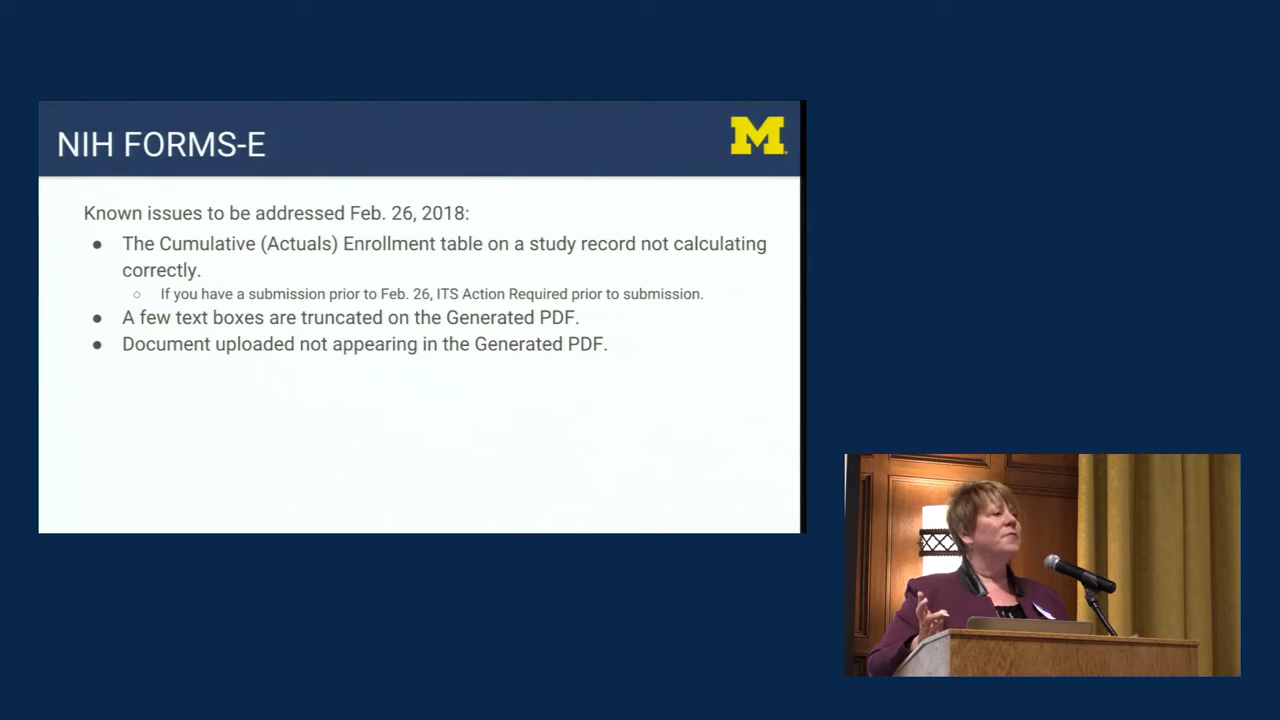 NIH FORMS-E
M
Known issues to be addressed Feb. 26, 2018:
● The Cumulative (Actuals) Enrollment table on a study record not calculating
correctly.
○ If you have a submission prior to Feb. 26, ITS Action Required prior to submission.
● A few text boxes are truncated on the Generated PDF.
● Document uploaded not appearing in the Generated PDF.